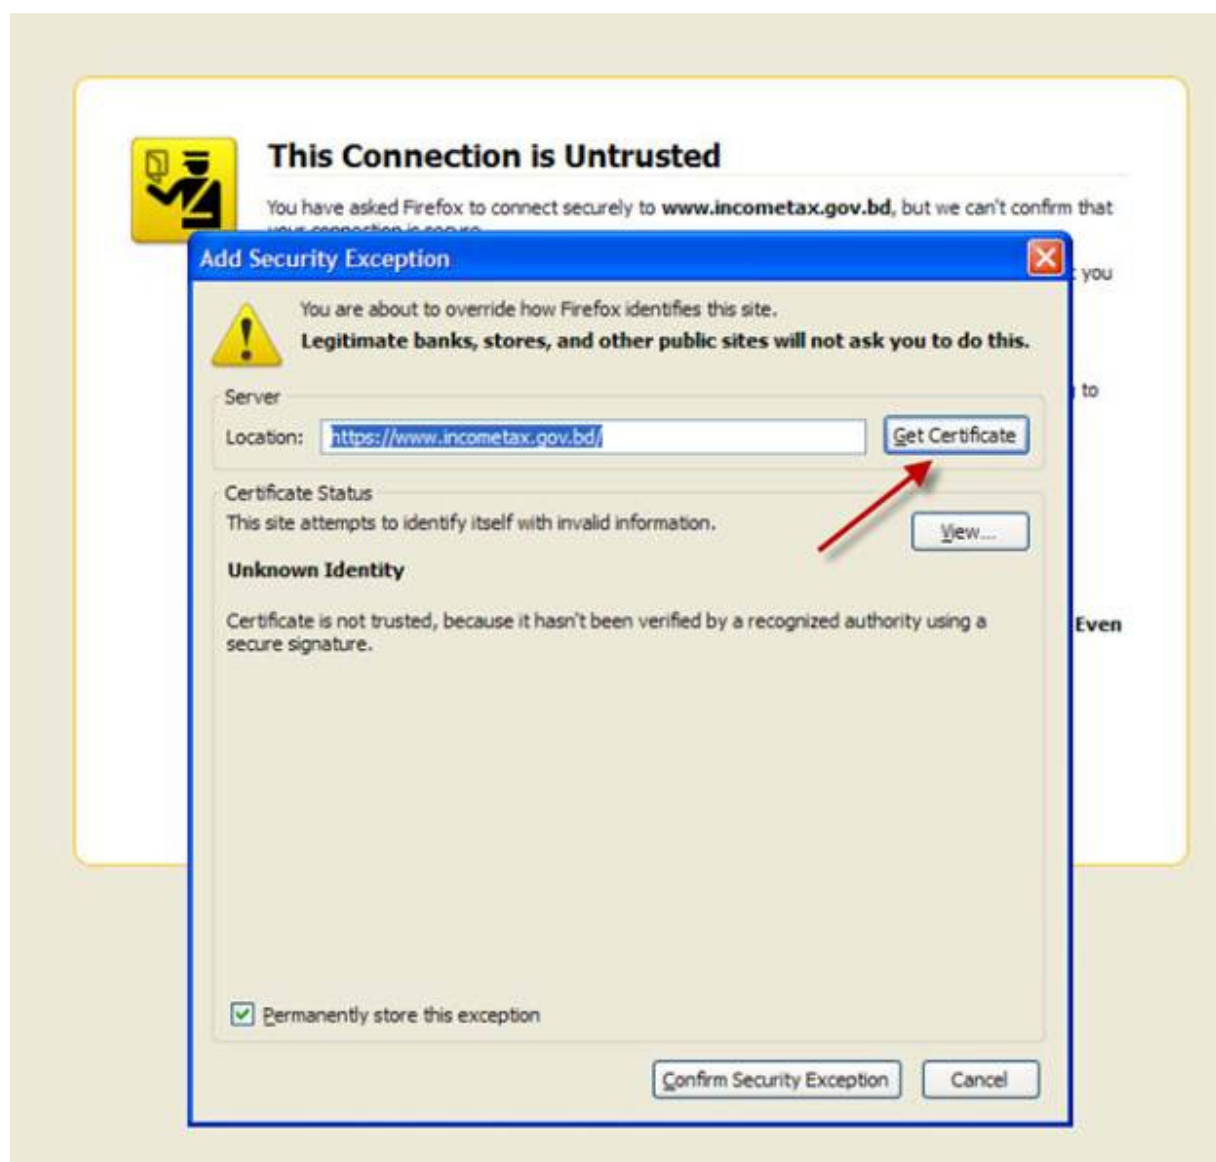 This Connection is Untrusted
You have asked Firefox to connect securely to www.incometax.gov.bd, but we can't confirm that
your connection is secure.
Add Security Exception
you
You are about to override how Firefox identifies this site.
Legitimate banks, stores, and other public sites will not ask you to do this.
Server
to
Location: https://www.incometax.gov.bd/ Get Certificate
Certificate Status
This site attempts to identify itself with invalid information.
View...
Unknown Identity
Certificate is not trusted, because it hasn't been verified by a recognized authority using a
Even
secure signature.
Permanently store this exception
Confirm Security Exception Cancel